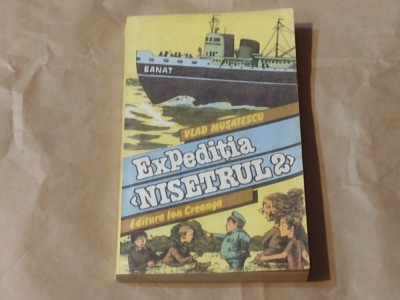 BANAT
VLAD MUȘATESCU
ExPediția
‹NISETRUL 2›
Editura Ion Creangă